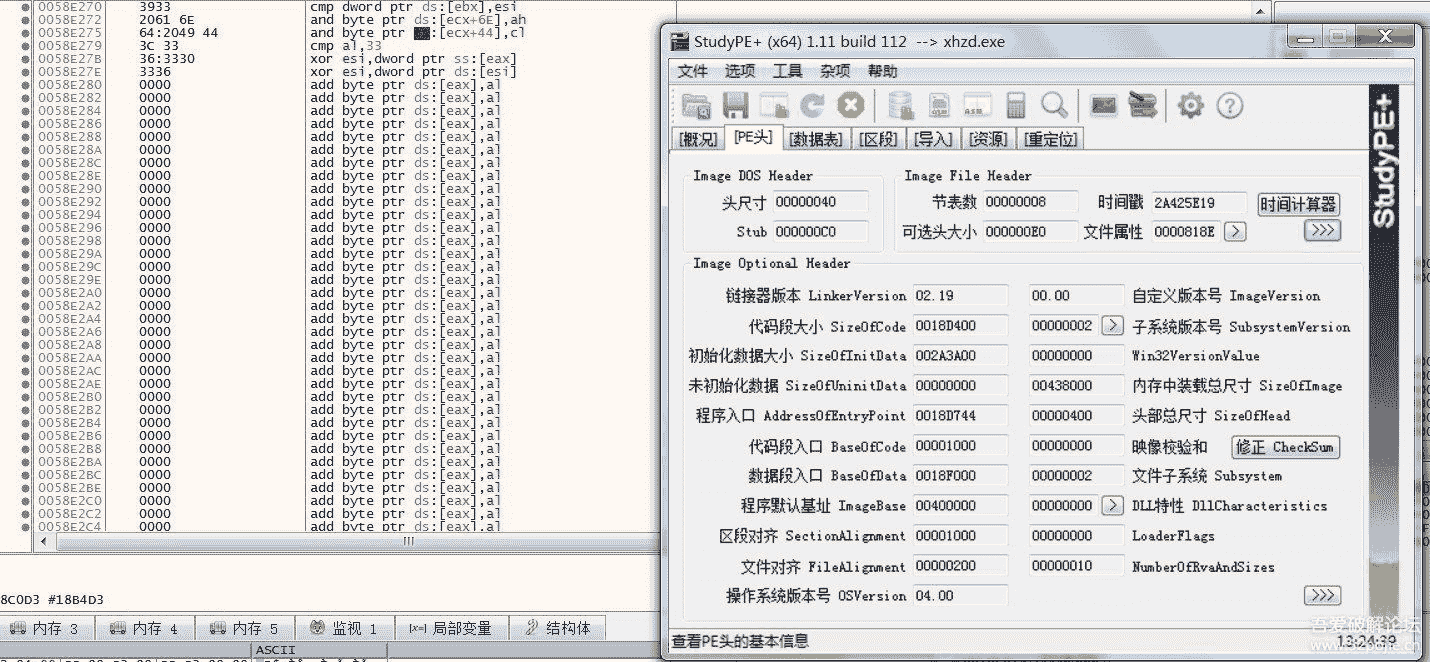 0058E270 3933 cmp dword ptr ds:[ebx],esi
0058E272 2061 6E and byte ptr ds:[ecx+6E],ah
0058E275 64:2049 44 and byte ptr [ecx+44],cl
0058E279 3C 33 cmp al,33
0058E27B 36:3330 xor esi,dword ptr ss:[eax]
0058E27E 3336 xor esi,dword ptr ds:[esi]
0058E280 0000 add byte ptr ds:[eax],al
0058E282 0000 add byte ptr ds:[eax],al
0058E284 0000 add byte ptr ds:[eax],al
0058E286 0000 add byte ptr ds:[eax],al
0058E288 0000 add byte ptr ds:[eax],al
0058E28A 0000 add byte ptr ds:[eax],al
0058E28C 0000 add byte ptr ds:[eax],al
0058E28E 0000 add byte ptr ds:[eax],al
0058E290 0000 add byte ptr ds:[eax],al
0058E292 0000 add byte ptr ds:[eax],al
0058E294 0000 add byte ptr ds:[eax],al
0058E296 0000 add byte ptr ds:[eax],al
0058E298 0000 add byte ptr ds:[eax],al
0058E29A 0000 add byte ptr ds:[eax],al
0058E29C 0000 add byte ptr ds:[eax],al
0058E29E 0000 add byte ptr ds:[eax],al
0058E2A0 0000 add byte ptr ds:[eax],al
0058E2A2 0000 add byte ptr ds:[eax],al
0058E2A4 0000 add byte ptr ds:[eax],al
0058E2A6 0000 add byte ptr ds:[eax],al
0058E2A8 0000 add byte ptr ds:[eax],al
0058E2AA 0000 add byte ptr ds:[eax],al
0058E2AC 0000 add byte ptr ds:[eax],al
0058E2AE 0000 add byte ptr ds:[eax],al
0058E2B0 0000 add byte ptr ds:[eax],al
0058E2B2 0000 add byte ptr ds:[eax],al
0058E2B4 0000 add byte ptr ds:[eax],al
0058E2B6 0000 add byte ptr ds:[eax],al
0058E2B8 0000 add byte ptr ds:[eax],al
0058E2BA 0000 add byte ptr ds:[eax],al
0058E2BC 0000 add byte ptr ds:[eax],al
0058E2BE 0000 add byte ptr ds:[eax],al
0058E2C0 0000 add byte ptr ds:[eax],al
0058E2C2 0000 add byte ptr ds:[eax],al
0058E2C4 0000 add byte ptr ds:[eax],al
8C0D3 #18B4D3
内存 3 内存 4 内存 5 监视 1 [x=] 局部变量 结构体
ASCII
StudyPE+ (x64) 1.11 build 112 --> xhzd.exe
文件 选项 工具 杂项 帮助
[概况] [PE头] [数据表] [区段] [导入] [资源] [重定位]
StudyPE+
Image DOS Header
头尺寸 00000040
Stub 000000C0
Image File Header
节表数 00000008 时间戳 2A425E19 时间计算器
可选头大小 000000E0 文件属性 0000818E > >>>
Image Optional Header
链接器版本 LinkerVersion 02.19 00.00 自定义版本号 ImageVersion
代码段大小 SizeOfCode 0018D400 00000002 > 子系统版本号 SubsystemVersion
初始化数据大小 SizeOfInitData 002A3A00 00000000 Win32VersionValue
未初始化数据 SizeOfUninitData 00000000 00438000 内存中装载总尺寸 SizeOfImage
程序入口 AddressOfEntryPoint 0018D744 00000400 头部总尺寸 SizeOfHead
代码段入口 BaseOfCode 00001000 00000000 映像校验和 修正 CheckSum
数据段入口 BaseOfData 0018F000 00000002 文件子系统 Subsystem
程序默认基址 ImageBase 00400000 00000000 > DLL特性 DllCharacteristics
区段对齐 SectionAlignment 00001000 00000000 LoaderFlags
文件对齐 FileAlignment 00000200 00000010 NumberOfRvaAndSizes
操作系统版本号 OSVersion 04.00 >>>
查看PE头的基本信息 13:24:39
吾爱破解论坛
www.52pojie.cn